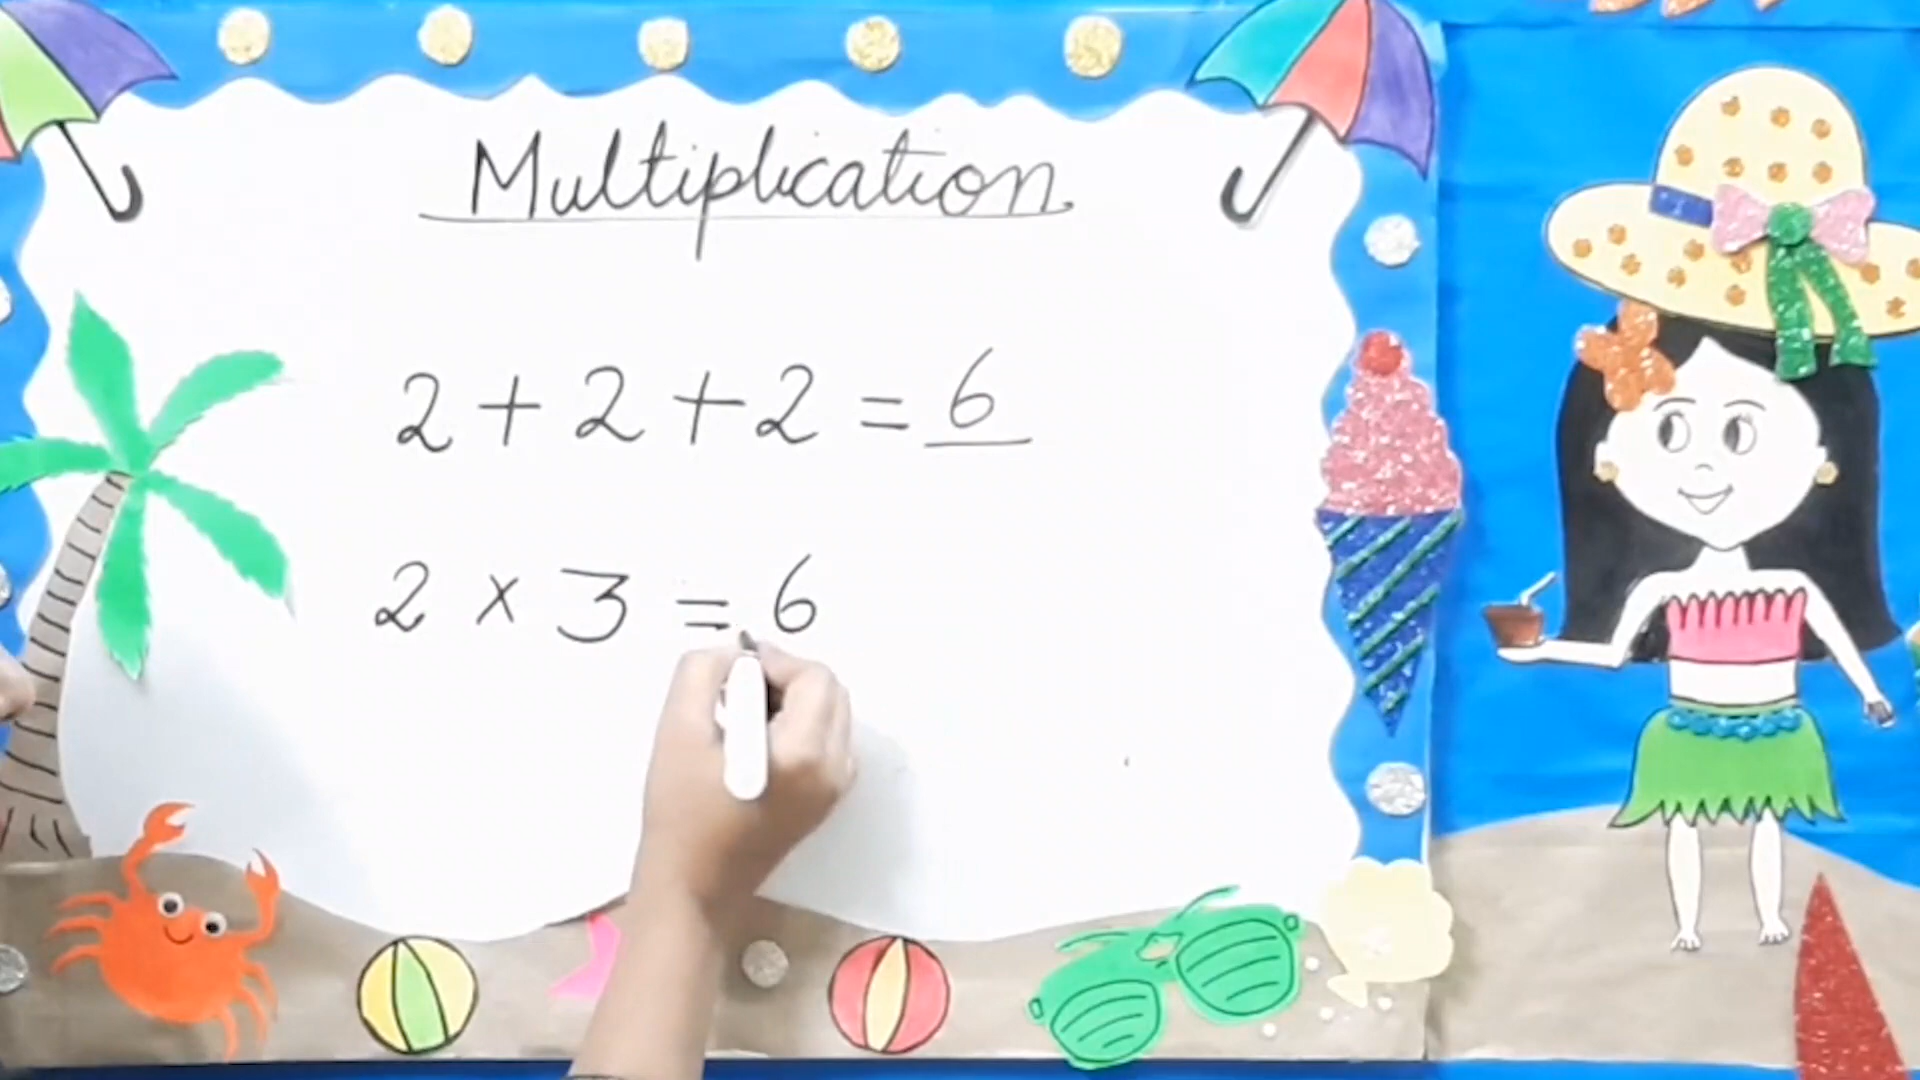 Multiplication
2 + 2 + 2 = 6
2 × 3 = 6